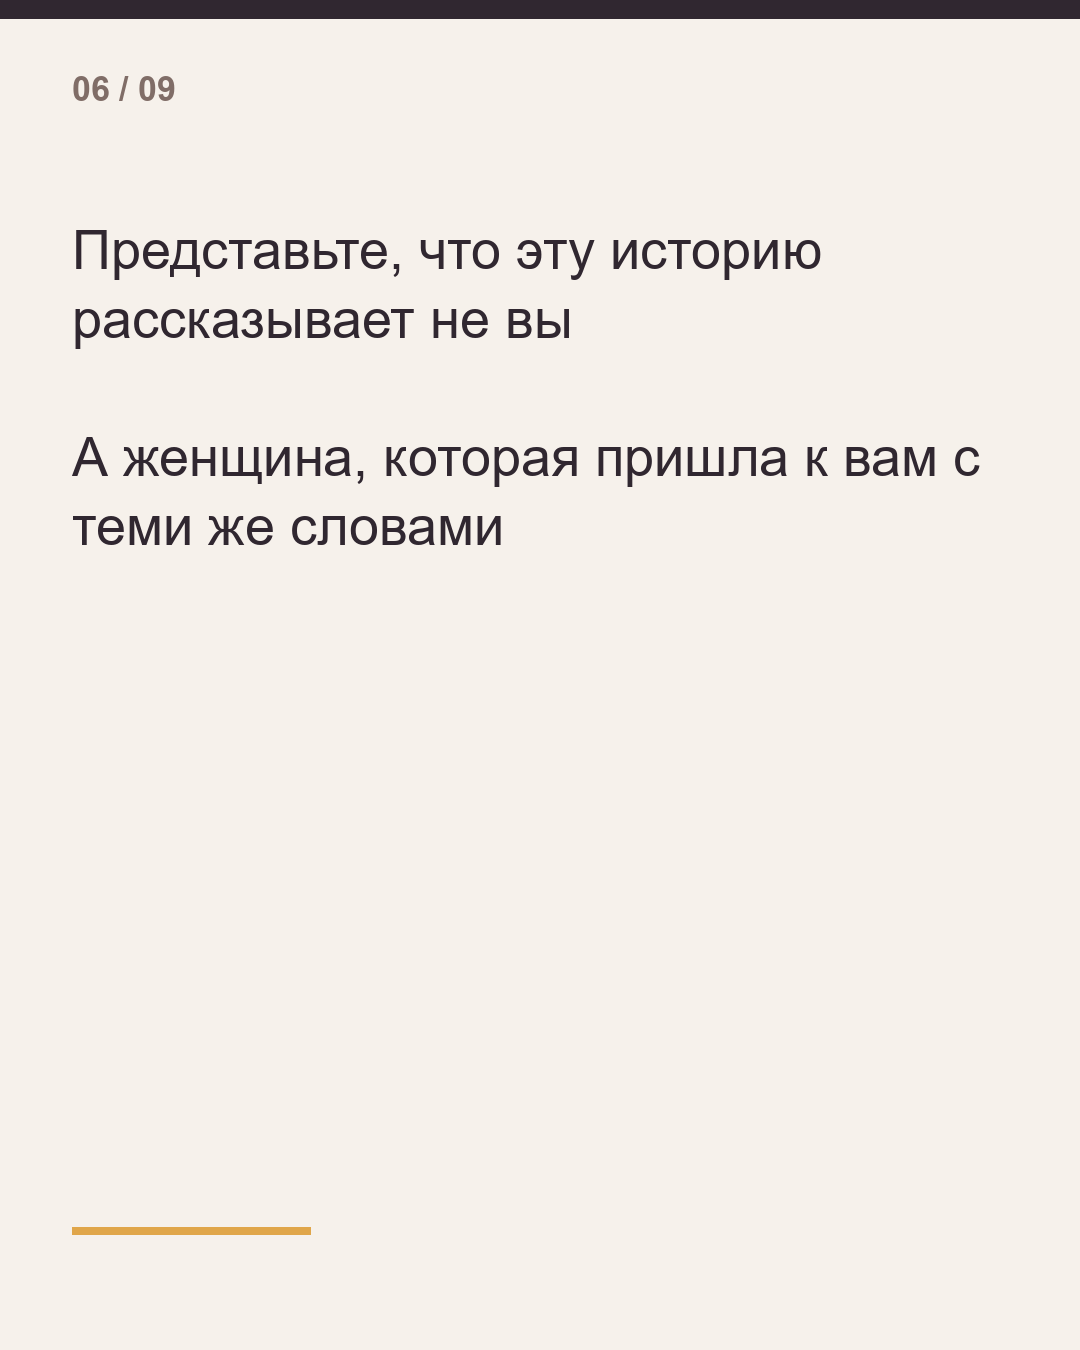 06 / 09
Представьте, что эту историю
рассказывает не вы
А женщина, которая пришла к вам с
теми же словами